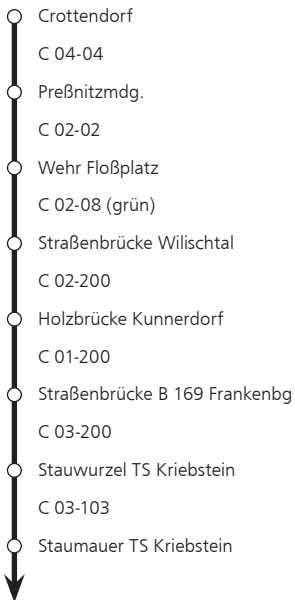 Crottendorf
C 04-04
Preßnitzmdg.
C 02-02
Wehr Floßplatz
C 02-08 (grün)
Straßenbrücke Wilischtal
C 02-200
Holzbrücke Kunnerdorf
C 01-200
Straßenbrücke B 169 Frankenbg
C 03-200
Stauwurzel TS Kriebstein
C 03-103
Staumauer TS Kriebstein